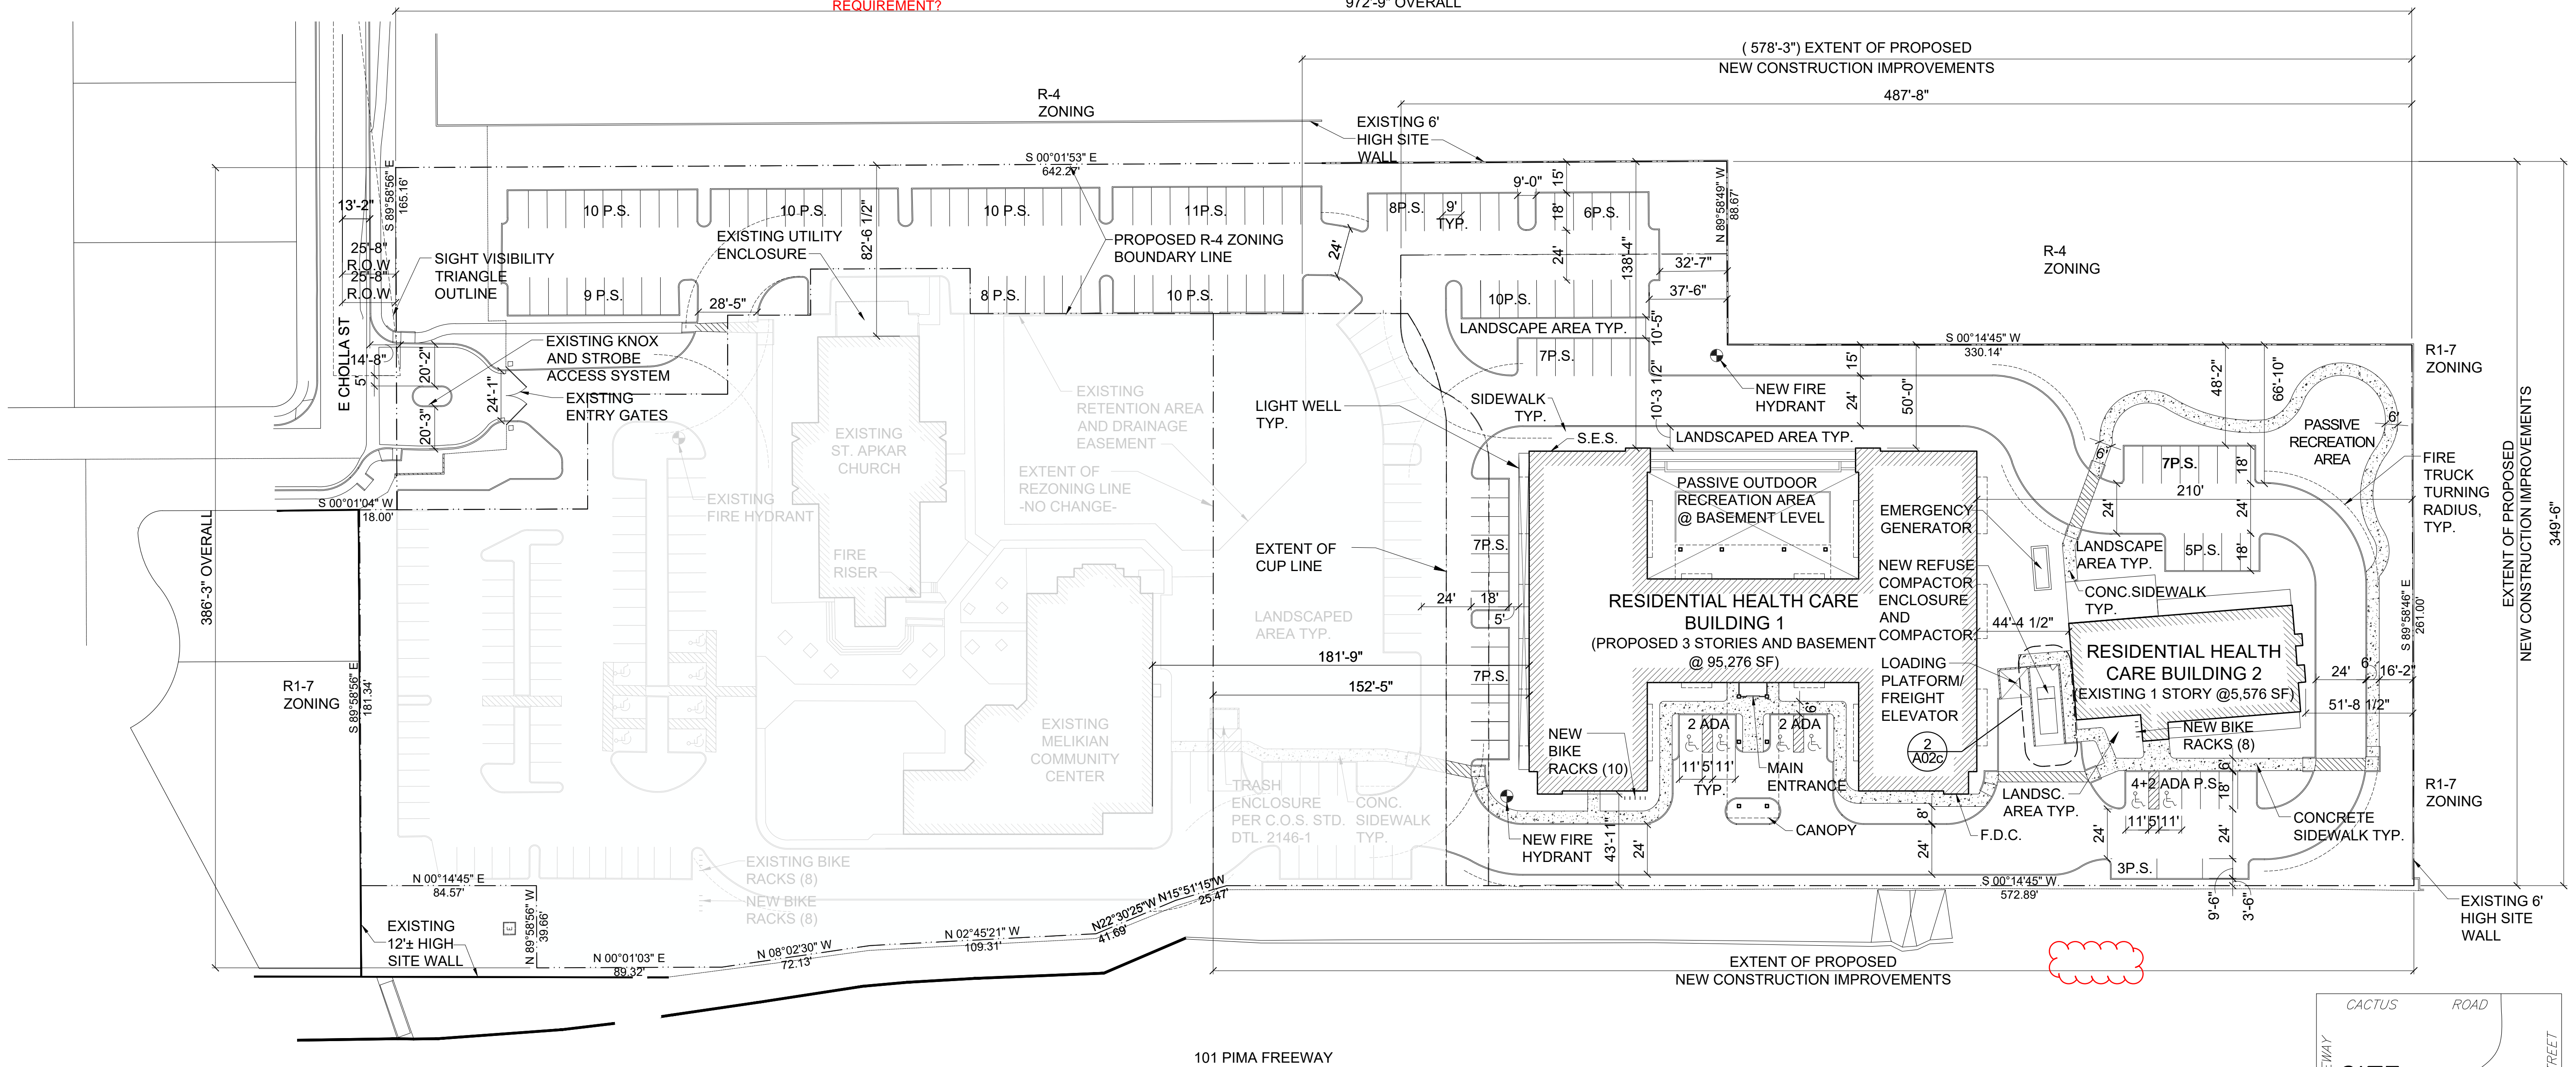 REQUIREMENT?
972'-9" OVERALL
( 578'-3") EXTENT OF PROPOSED
NEW CONSTRUCTION IMPROVEMENTS
487'-8"
R-4
ZONING
EXISTING 6'
HIGH SITE
WALL
S 00°01'53" E
642.27'
S 89°58'56" E
165.16'
13'-2"
25'-8"
R.O.W
25'-8"
R.O.W
SIGHT VISIBILITY
TRIANGLE
OUTLINE
E CHOLLA ST
14'-8"
5'
20'-2"
20'-3"
24'-1"
EXISTING KNOX
AND STROBE
ACCESS SYSTEM
EXISTING
ENTRY GATES
10 P.S.
10 P.S.
10 P.S.
11P.S.
9 P.S.
8 P.S.
10 P.S.
28'-5"
EXISTING UTILITY
ENCLOSURE
82'-6 1/2"
PROPOSED R-4 ZONING
BOUNDARY LINE
24'
8P.S.
9'
TYP.
9'-0"
15'
18'
6P.S.
24'
138'-4"
N 89°58'49" W
88.67'
32'-7"
37'-6"
10P.S.
LANDSCAPE AREA TYP.
10'-5"
7P.S.
10'-3 1/2"
R-4
ZONING
S 00°14'45" W
330.14'
R1-7
ZONING
15'
24'
50'-0"
48'-2"
66'-10"
NEW FIRE
HYDRANT
PASSIVE
RECREATION
AREA
6'
6'
FIRE
TRUCK
TURNING
RADIUS,
TYP.
EXTENT OF PROPOSED
NEW CONSTRUCTION IMPROVEMENTS
349'-6"
386'-3" OVERALL
S 00°01'04" W
18.00'
EXISTING
FIRE HYDRANT
EXISTING
ST. APKAR
CHURCH
FIRE
RISER
EXISTING
RETENTION AREA
AND DRAINAGE
EASEMENT
EXTENT OF
REZONING LINE
-NO CHANGE-
LIGHT WELL
TYP.
EXTENT OF
CUP LINE
LANDSCAPED
AREA TYP.
SIDEWALK
TYP.
S.E.S.
LANDSCAPED AREA TYP.
PASSIVE OUTDOOR
RECREATION AREA
@ BASEMENT LEVEL
7P.S.
24'
18'
5'
7P.S.
RESIDENTIAL HEALTH CARE
BUILDING 1
(PROPOSED 3 STORIES AND BASEMENT
@ 95,276 SF)
181'-9"
152'-5"
EMERGENCY
GENERATOR
NEW REFUSE
COMPACTOR
ENCLOSURE
AND
COMPACTOR
LOADING
PLATFORM/
FREIGHT
ELEVATOR
2
A02c
7P.S.
18'
210'
24'
24'
5P.S.
18'
LANDSCAPE
AREA TYP.
CONC.SIDEWALK
TYP.
44'-4 1/2"
RESIDENTIAL HEALTH
CARE BUILDING 2
(EXISTING 1 STORY @5,576 SF)
24'
6'
16'-2"
51'-8 1/2"
S 89°58'46" E
261.00'
NEW BIKE
RACKS (8)
R1-7
ZONING
S 89°58'56" E
181.34'
EXISTING
MELIKIAN
COMMUNITY
CENTER
TRASH
ENCLOSURE
PER C.O.S. STD.
DTL. 2146-1
CONC.
SIDEWALK
TYP.
NEW
BIKE
RACKS (10)
2 ADA
2 ADA
6'
11'
5'
11'
TYP.
MAIN
ENTRANCE
CANOPY
NEW FIRE
HYDRANT
43'-11"
24'
8'
24'
F.D.C.
LANDSC.
AREA TYP.
4+2 ADA P.S.
6'
18'
11'
5'
11'
24'
24'
3P.S.
9'-6"
3'-6"
CONCRETE
SIDEWALK TYP.
R1-7
ZONING
EXISTING 6'
HIGH SITE
WALL
N 00°14'45" E
84.57'
N 89°58'56" W
39.66'
EXISTING
12'± HIGH
SITE WALL
E
EXISTING BIKE
RACKS (8)
NEW BIKE
RACKS (8)
N 00°01'03" E
89.32'
N 08°02'30" W
72.13'
N 02°45'21" W
109.31'
N22°30'25"W
41.69'
N15°51'15"W
25.47'
S 00°14'45" W
572.89'
EXTENT OF PROPOSED
NEW CONSTRUCTION IMPROVEMENTS
101 PIMA FREEWAY
CACTUS ROAD